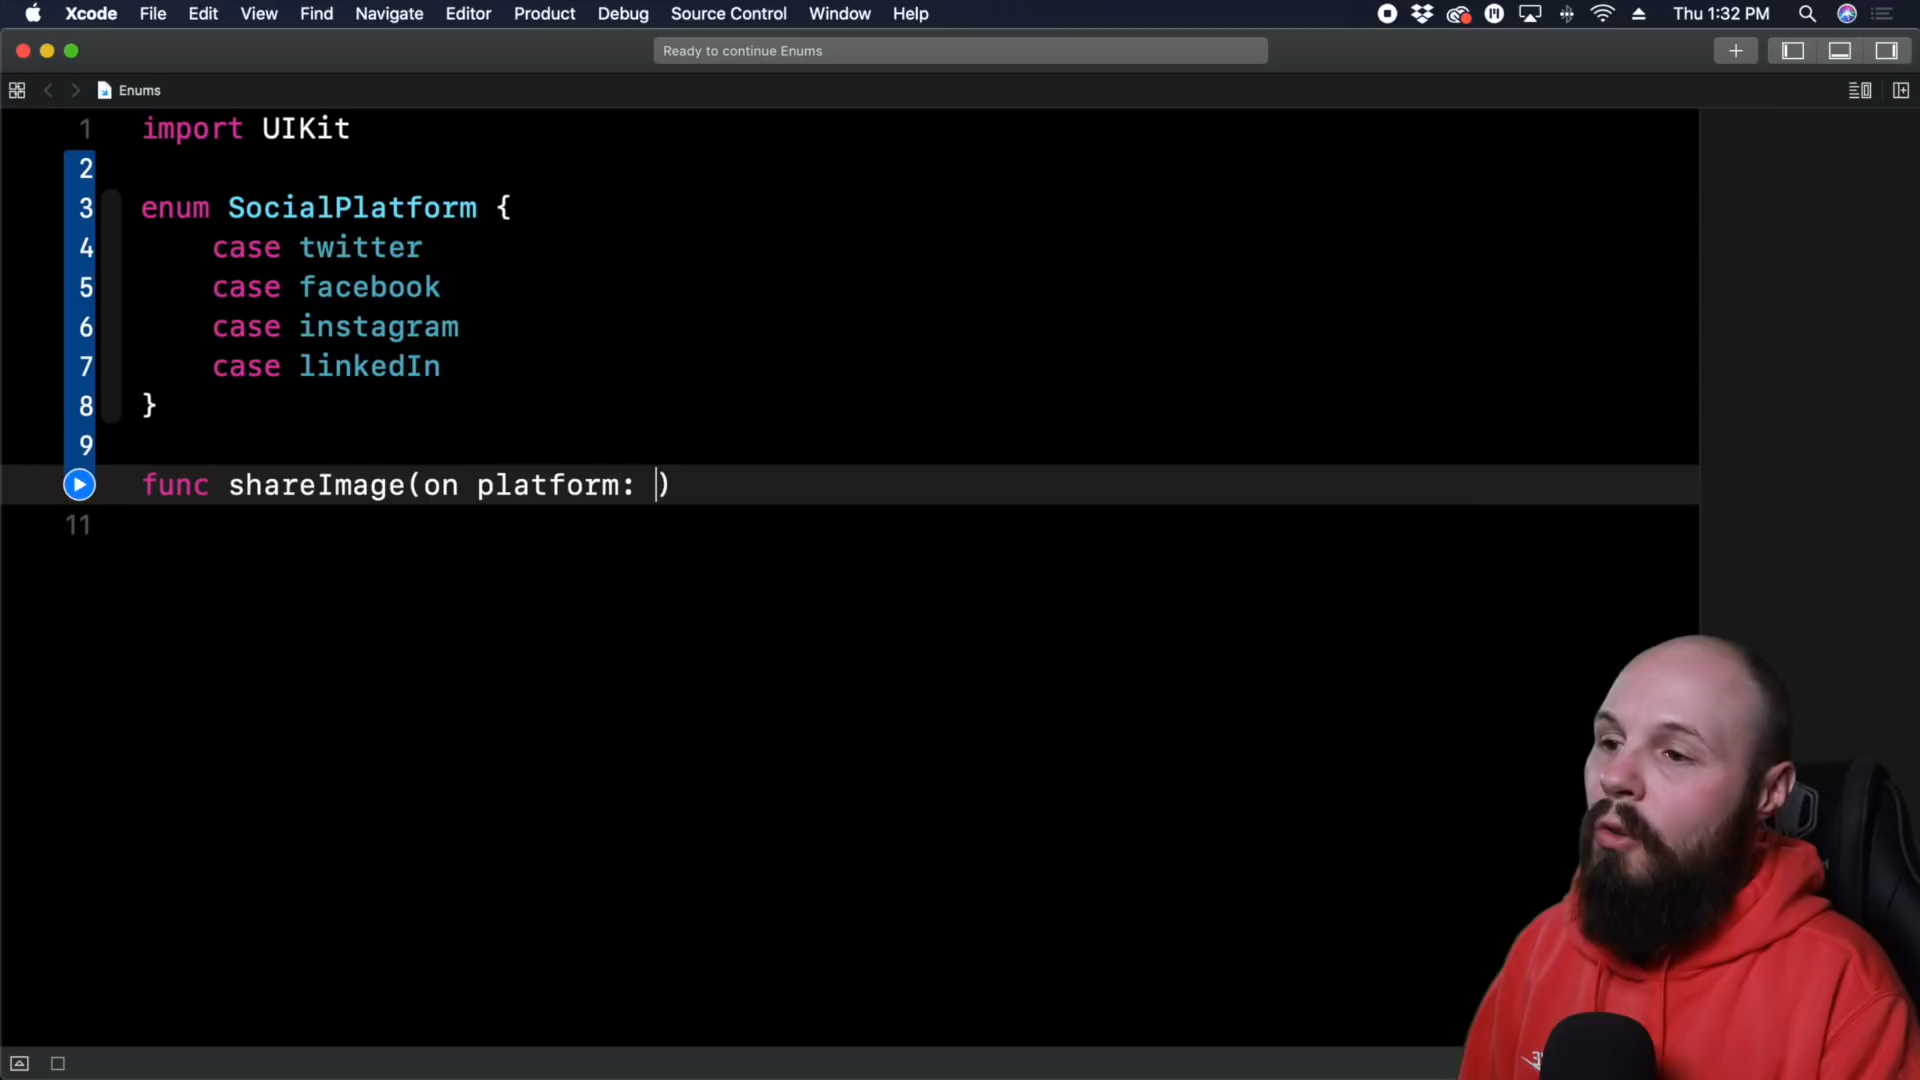 Xcode File Edit View Find Navigate Editor Product Debug Source Control Window Help Thu 1:32 PM
Ready to continue Enums
Enums
1 import UIKit
2
3 enum SocialPlatform {
4 case twitter
5 case facebook
6 case instagram
7 case linkedIn
8 }
9
func shareImage(on platform: )
11